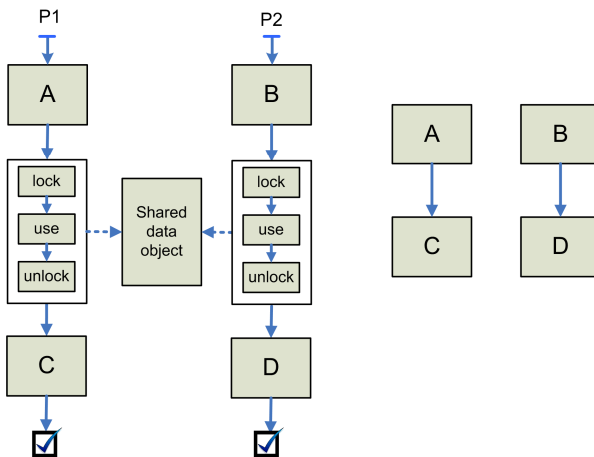 P1
P2
A
B
A
B
lock
use
unlock
Shared
data
object
lock
use
unlock
C
D
C
D